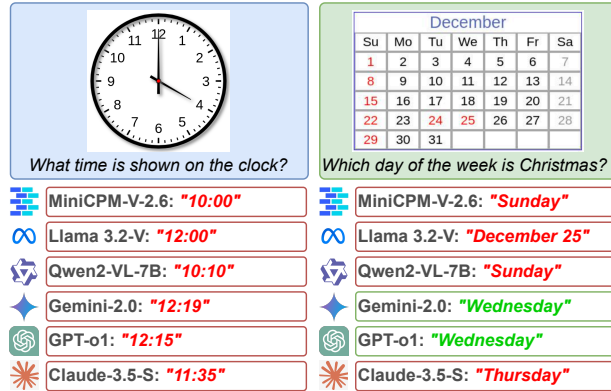 12
1
2
3
4
5
6
7
8
9
10
11
What time is shown on the clock?
MiniCPM-V-2.6: "10:00"
Llama 3.2-V: "12:00"
Qwen2-VL-7B: "10:10"
Gemini-2.0: "12:19"
GPT-o1: "12:15"
Claude-3.5-S: "11:35"
December
Su Mo Tu We Th Fr Sa
1 2 3 4 5 6 7
8 9 10 11 12 13 14
15 16 17 18 19 20 21
22 23 24 25 26 27 28
29 30 31
Which day of the week is Christmas?
MiniCPM-V-2.6: "Sunday"
Llama 3.2-V: "December 25"
Qwen2-VL-7B: "Sunday"
Gemini-2.0: "Wednesday"
GPT-o1: "Wednesday"
Claude-3.5-S: "Thursday"